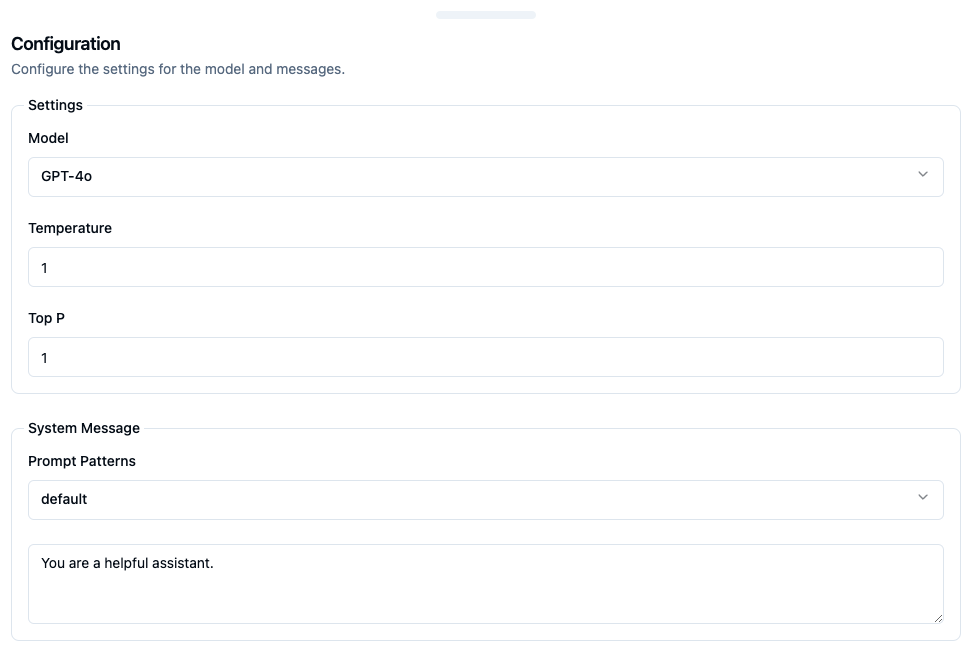 Configuration
Configure the settings for the model and messages.
Settings
Model
GPT-4o
Temperature
1
Top P
1
System Message
Prompt Patterns
default
You are a helpful assistant.